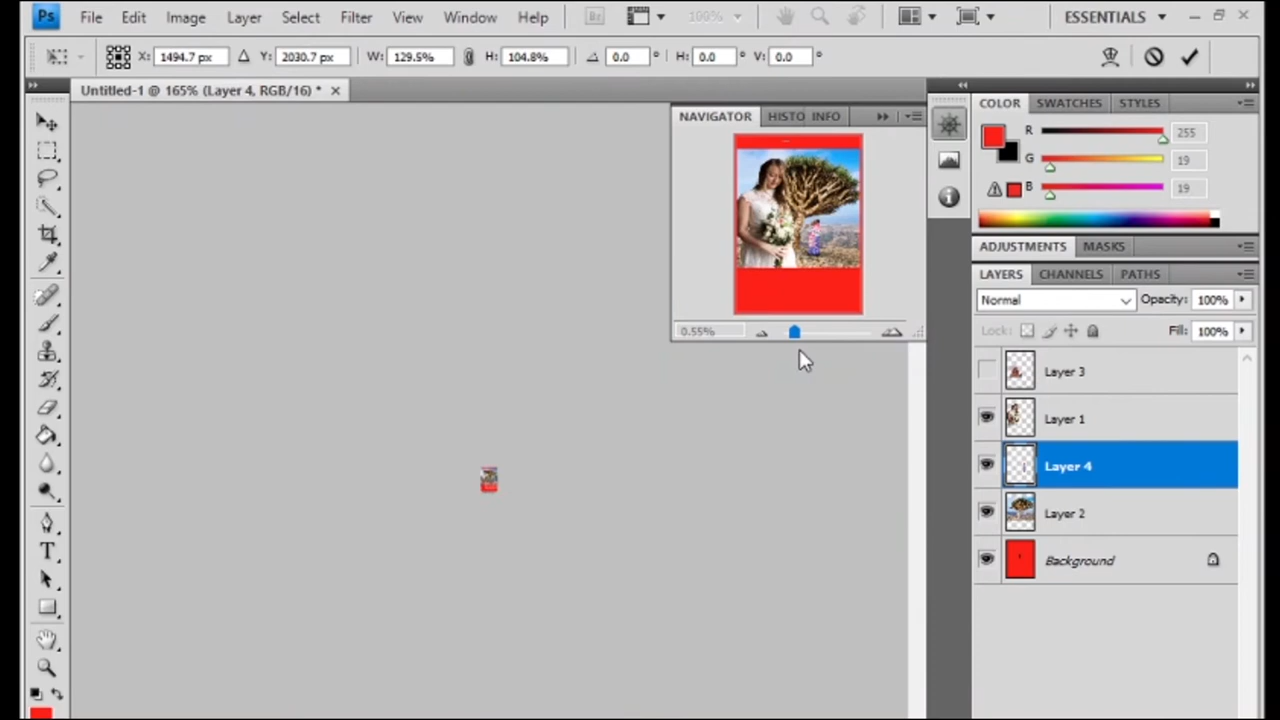 Ps File Edit Image Layer Select Filter View Window Help Br 100% ESSENTIALS
X: 1494.7 px Y: 2030.7 px W: 129.5% H: 104.8% 0.0 ° H: 0.0 ° V: 0.0 °
Untitled-1 @ 165% (Layer 4, RGB/16) *
NAVIGATOR HISTO INFO
0.55%
COLOR SWATCHES STYLES
R 255
G 19
B 19
ADJUSTMENTS MASKS
LAYERS CHANNELS PATHS
Normal Opacity: 100%
Lock: Fill: 100%
Layer 3
Layer 1
Layer 4
Layer 2
Background
T